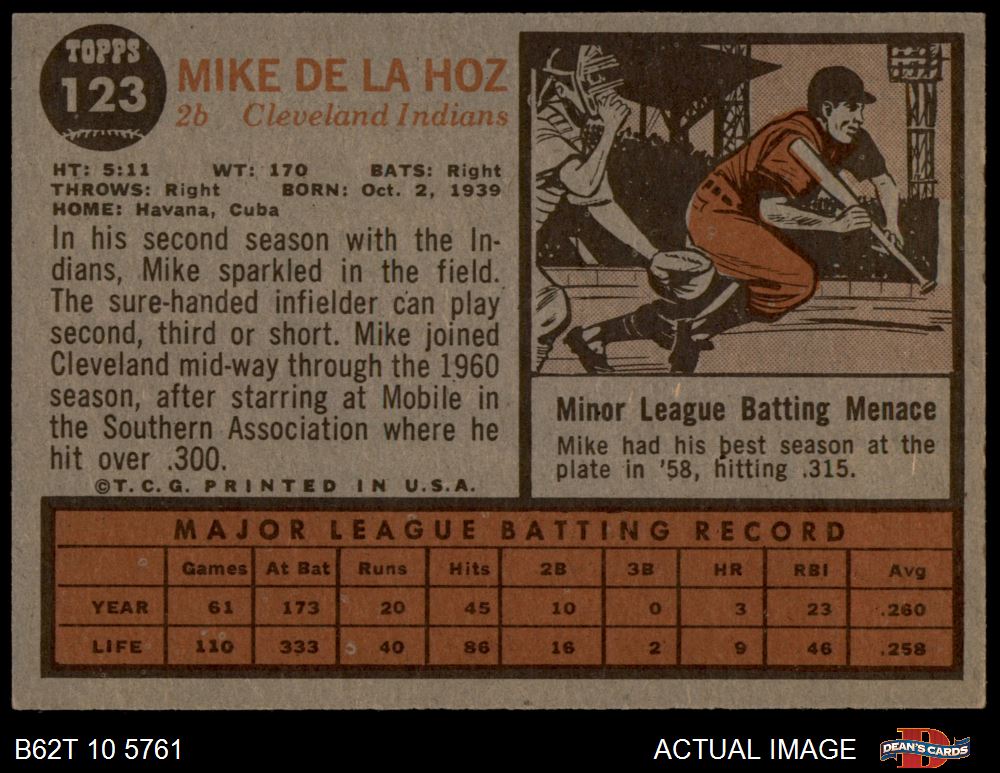 TOPPS
123
MIKE DE LA HOZ
2b Cleveland Indians
HT: 5:11 WT: 170 BATS: Right
THROWS: Right BORN: Oct. 2, 1939
HOME: Havana, Cuba
In his second season with the In-
dians, Mike sparkled in the field.
The sure-handed infielder can play
second, third or short. Mike joined
Cleveland mid-way through the 1960
season, after starring at Mobile in
the Southern Association where he
hit over .300.
©T.C.G. PRINTED IN U.S.A.
Minor League Batting Menace
Mike had his best season at the
plate in '58, hitting .315.
MAJOR LEAGUE BATTING RECORD
Games At Bat Runs Hits 2B 3B HR RBI Avg
YEAR 61 173 20 45 10 0 3 23 .260
LIFE 110 333 40 86 16 2 9 46 .258
B62T 10 5761
ACTUAL IMAGE
B
DEAN'S CARDS